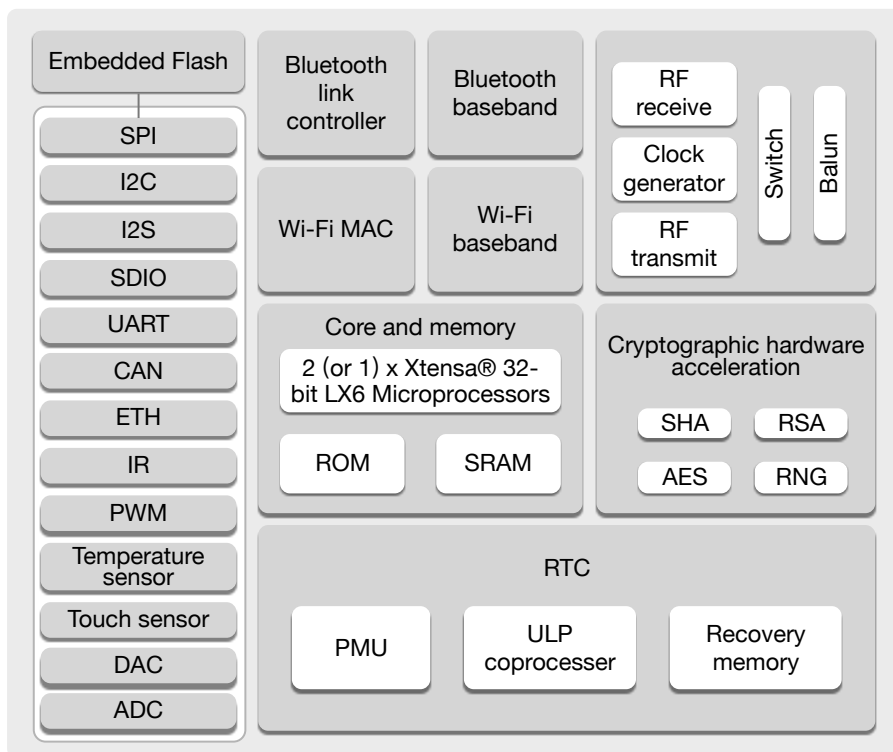 Embedded Flash
SPI
I2C
I2S
SDIO
UART
CAN
ETH
IR
PWM
Temperature
sensor
Touch sensor
DAC
ADC
Bluetooth
link
controller
Bluetooth
baseband
Wi-Fi MAC
Wi-Fi
baseband
RF
receive
Clock
generator
RF
transmit
Switch
Balun
Core and memory
2 (or 1) x Xtensa® 32-
bit LX6 Microprocessors
ROM
SRAM
Cryptographic hardware
acceleration
SHA
RSA
AES
RNG
RTC
PMU
ULP
coprocesser
Recovery
memory